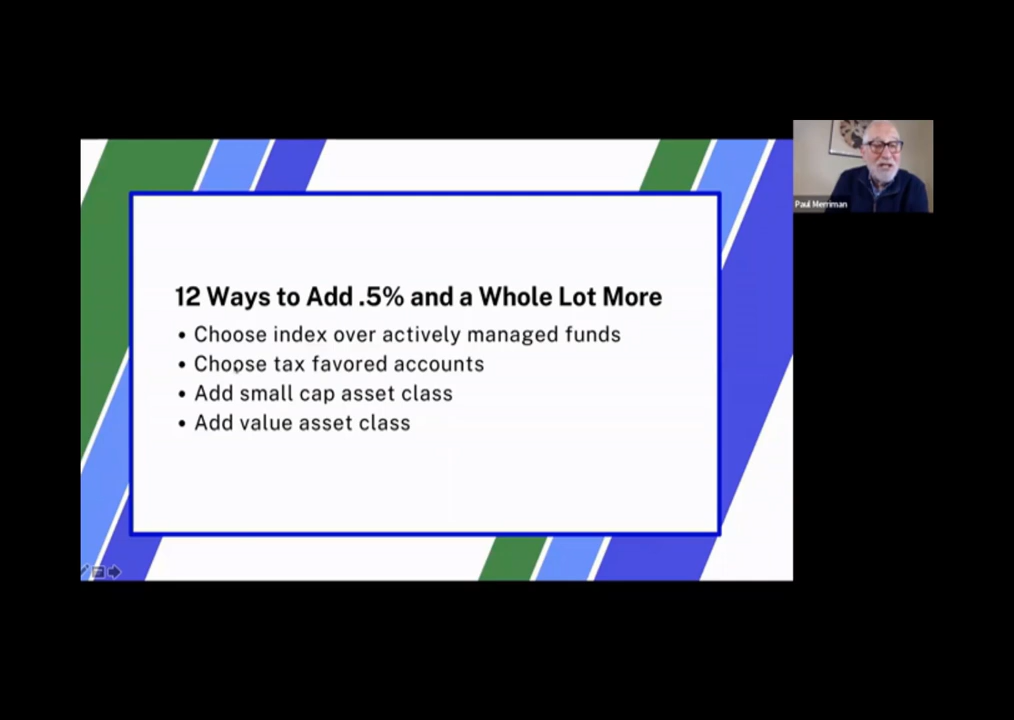 12 Ways to Add .5% and a Whole Lot More
• Choose index over actively managed funds
• Choose tax favored accounts
• Add small cap asset class
• Add value asset class
Paul Merriman